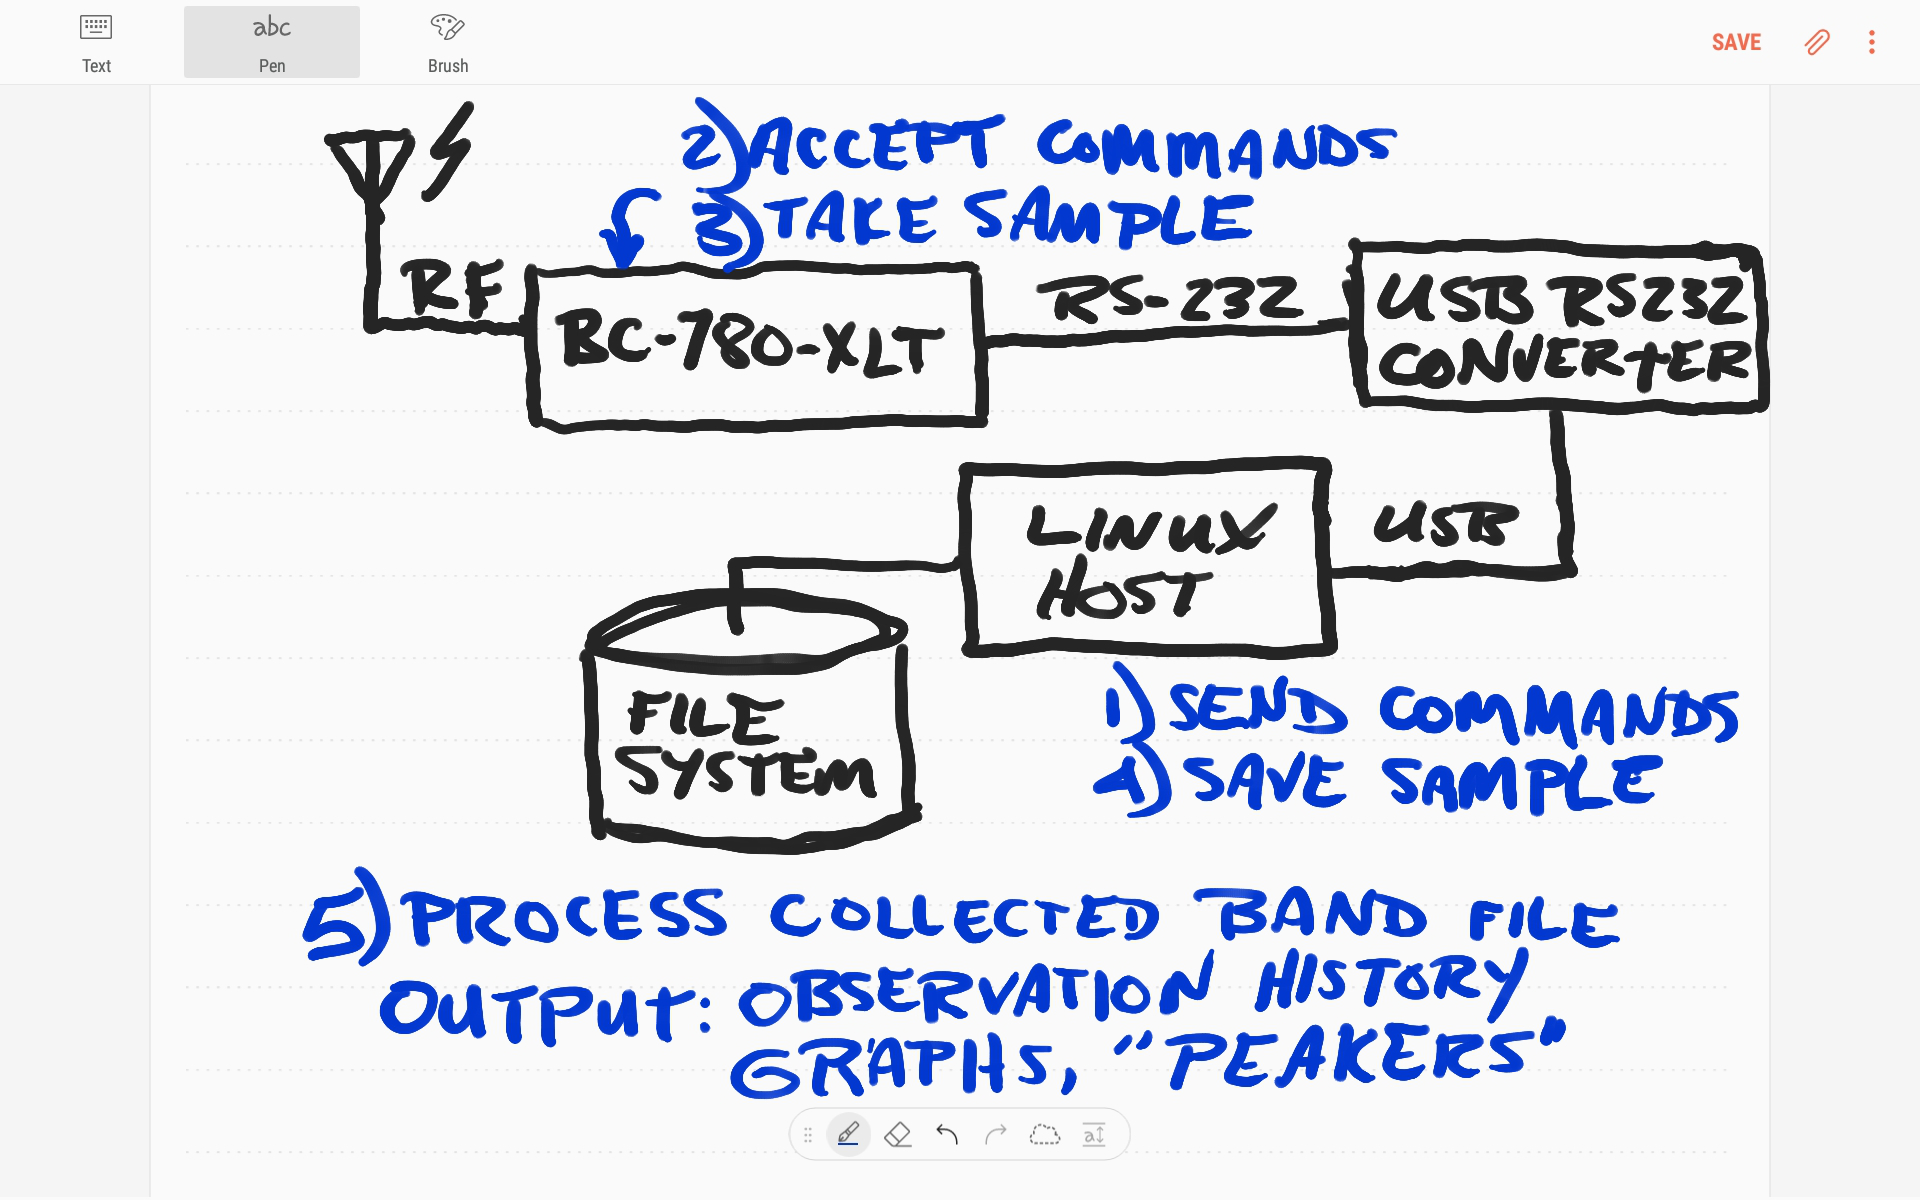 Text
abc
Pen
Brush
SAVE
2) ACCEPT COMMANDS
3) TAKE SAMPLE
RF
BC-780-XLT
RS-232
USB RS232
CONVERTER
LINUX
HOST
USB
FILE
SYSTEM
1) SEND COMMANDS
4) SAVE SAMPLE
5) PROCESS COLLECTED BAND FILE
OUTPUT: OBSERVATION HISTORY
GRAPHS, "PEAKERS"
a